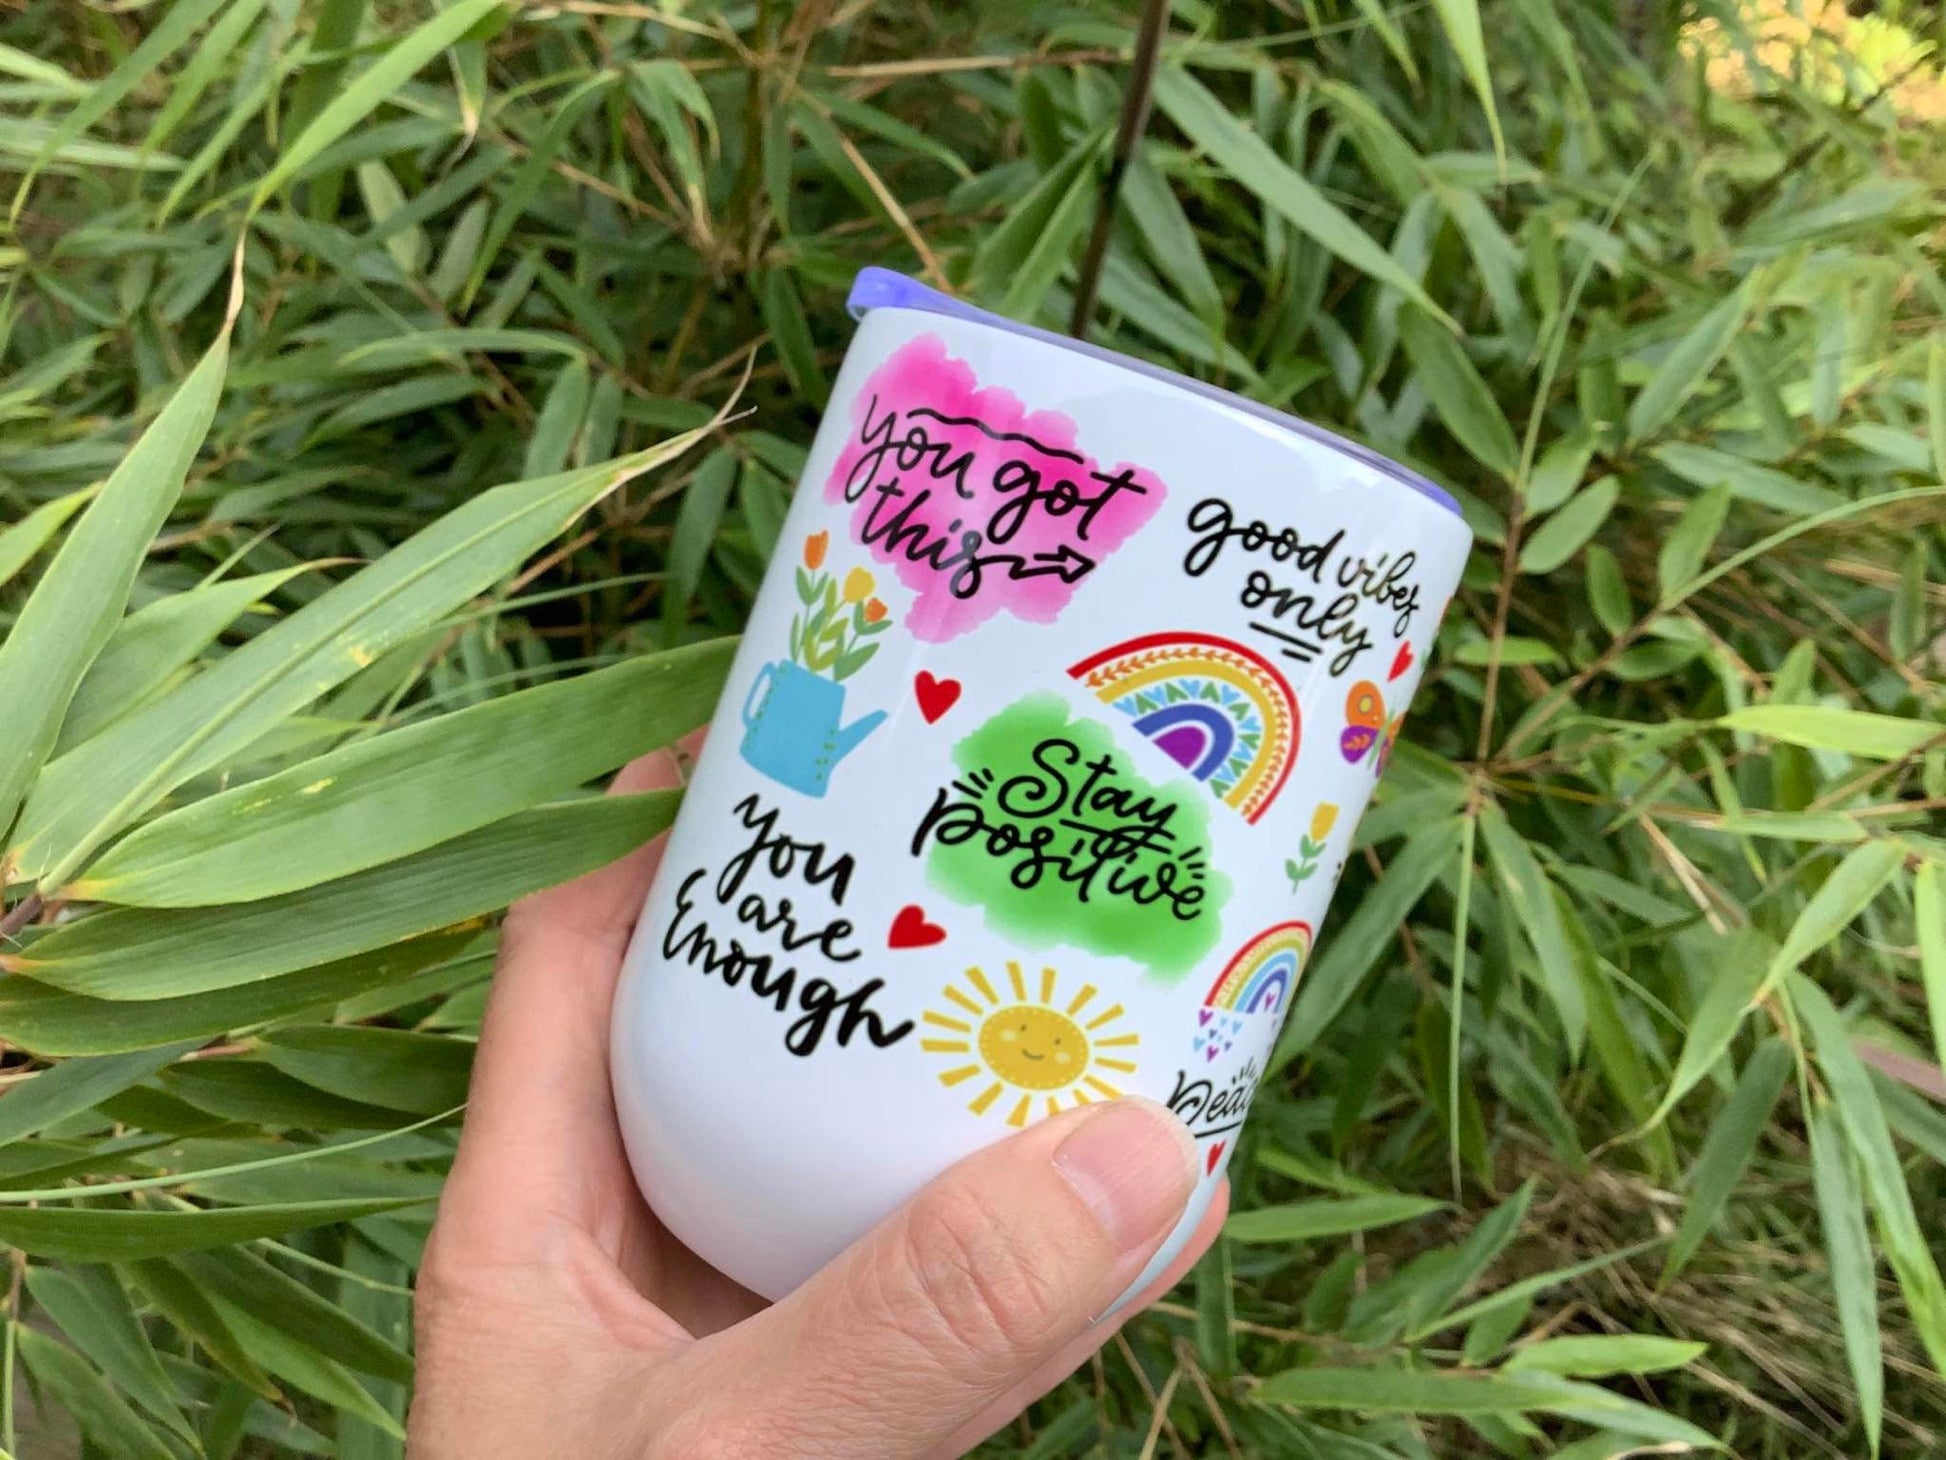 you got
this
good vibes
only
Stay
positive
You
are
Enough